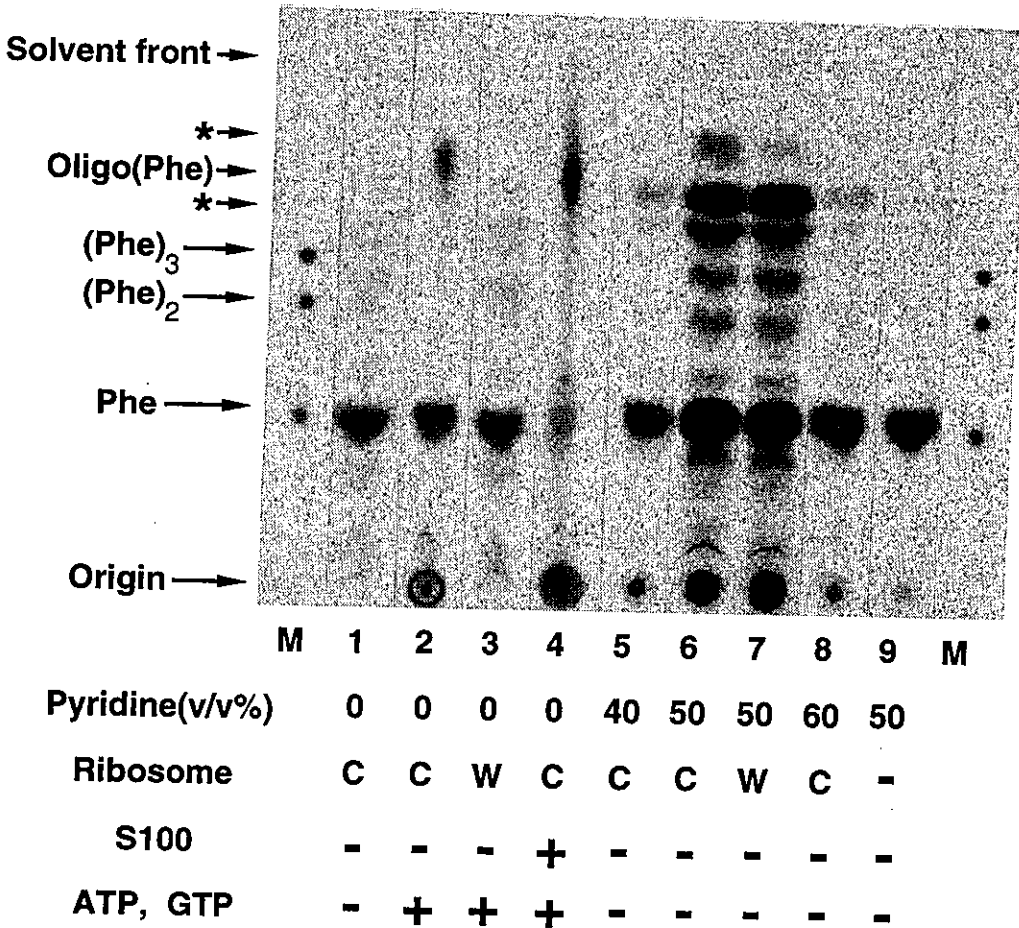 Solvent front
*
Oligo(Phe)
*
(Phe)3
(Phe)2
Phe
Origin
M 1 2 3 4 5 6 7 8 9 M
Pyridine(v/v%) 0 0 0 0 40 50 50 60 50
Ribosome C C W C C C W C -
S100 - - - + - - - - -
ATP, GTP - + + + - - - - -